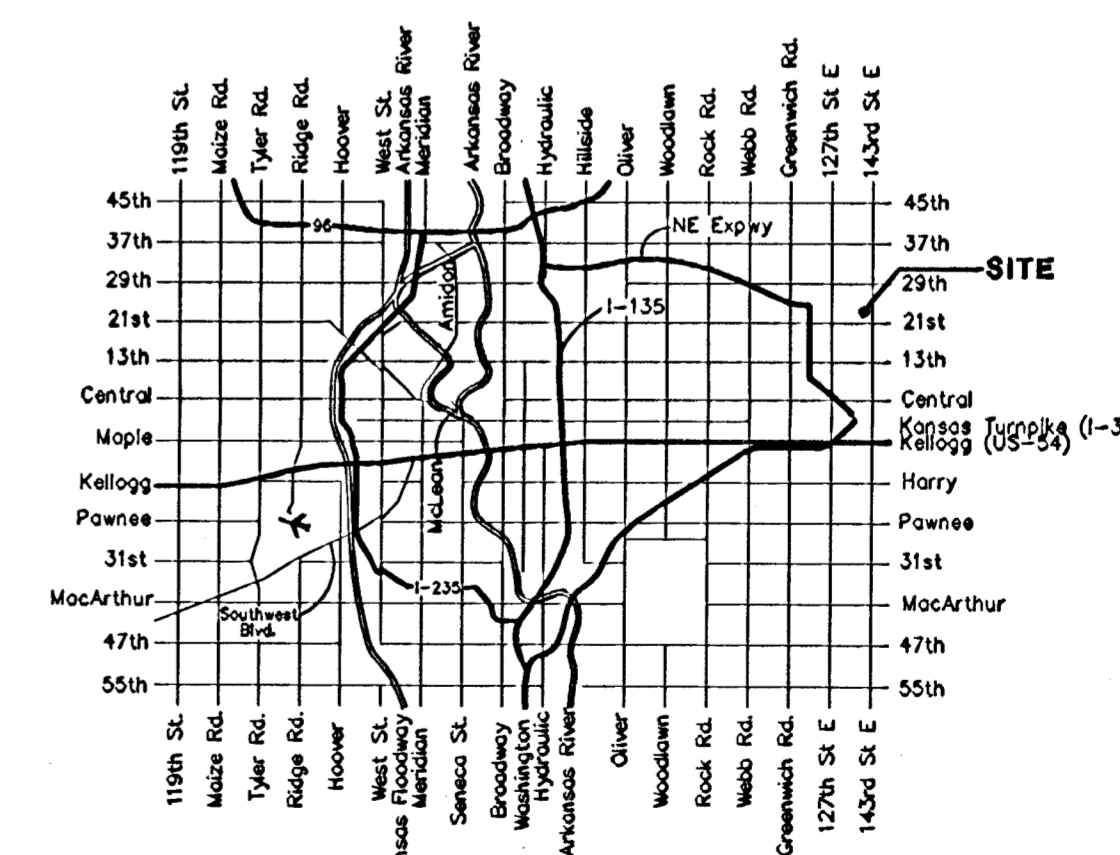 119th St.
Maize Rd.
Tyler Rd.
Ridge Rd.
Hoover
West St.
Arkansas River
Meridian
Arkansas River
Broadway
Hydraulic
Hillside
Oliver
Woodlawn
Rock Rd.
Webb Rd.
Greenwich Rd.
127th St E
143rd St E
45th
37th
29th
21st
13th
Central
Maple
Kellogg
Pawnee
31st
MacArthur
47th
55th
96
NE Expwy
I-135
Amidon
McLean
I-235
Southwest
Blvd.
SITE
45th
37th
29th
21st
13th
Central
Kansas Turnpike (I-3
Kellogg (US-54)
Harry
Pawnee
31st
MacArthur
47th
55th
119th St.
Maize Rd.
Tyler Rd.
Ridge Rd.
Hoover
West St.
nsas Floodway
Meridian
Seneca St.
Broadway
Washington
Hydraulic
Arkansas River
Oliver
Woodlawn
Rock Rd.
Webb Rd.
Greenwich Rd.
127th St E
143rd St E